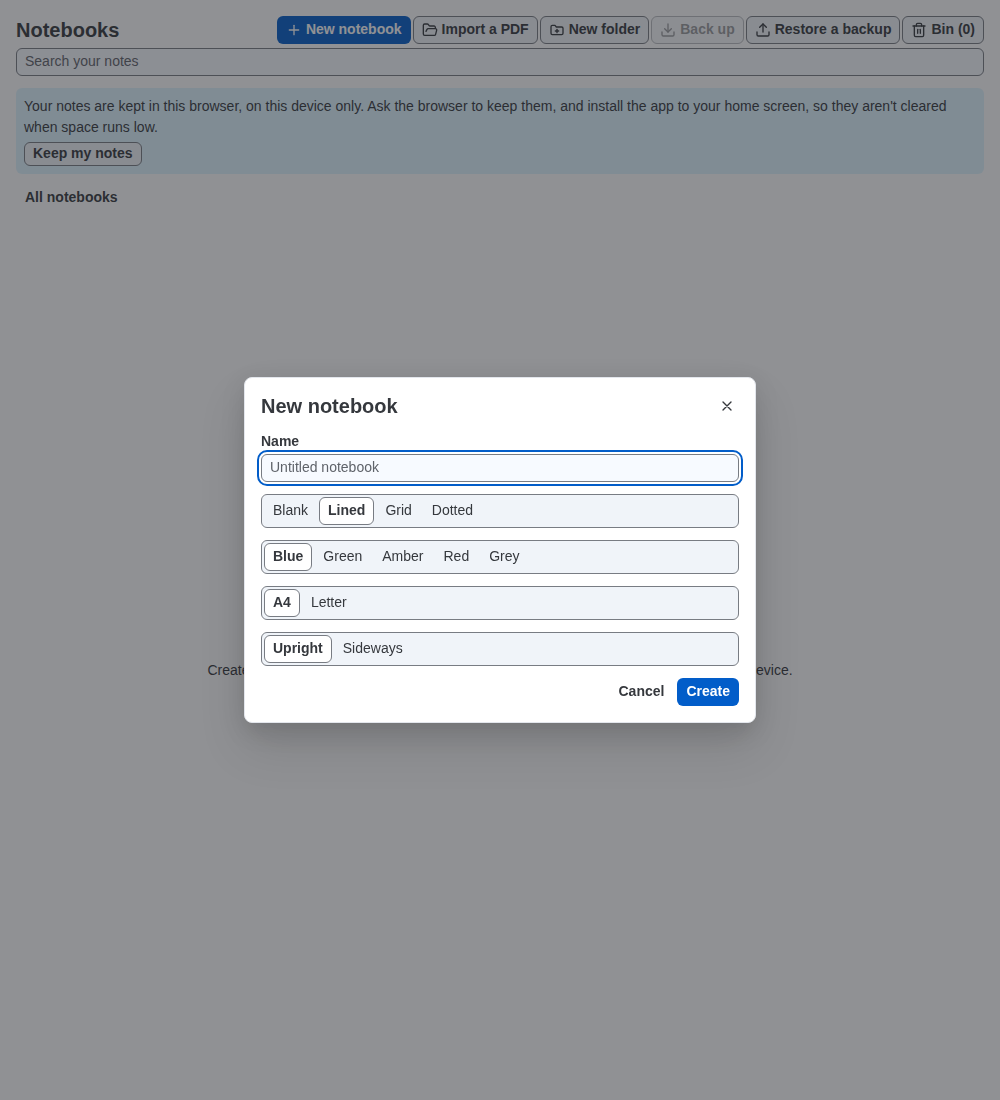 Notebooks
New notebook
Import a PDF
New folder
Back up
Restore a backup
Bin (0)
Search your notes
Your notes are kept in this browser, on this device only. Ask the browser to keep them, and install the app to your home screen, so they aren't cleared
when space runs low.
Keep my notes
All notebooks
New notebook
Name
Untitled notebook
Blank Lined Grid Dotted
Blue Green Amber Red Grey
A4 Letter
Upright Sideways
Cancel Create